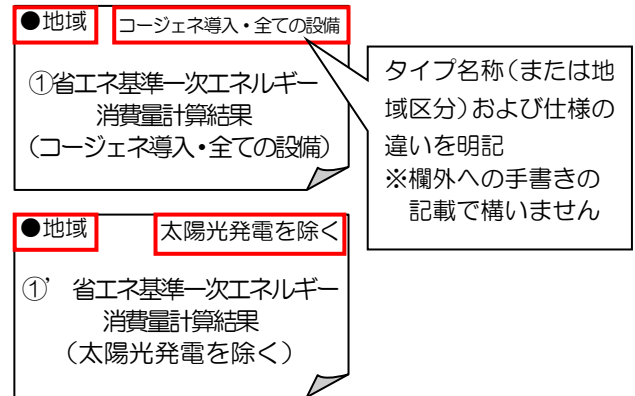 ●地域 コージェネ導入・全ての設備
①省エネ基準一次エネルギー
消費量計算結果
（コージェネ導入・全ての設備）
タイプ名称（または地
域区分）および仕様の
違いを明記
※欄外への手書きの
記載で構いません
●地域 太陽光発電を除く
①’ 省エネ基準一次エネルギー
消費量計算結果
（太陽光発電を除く）